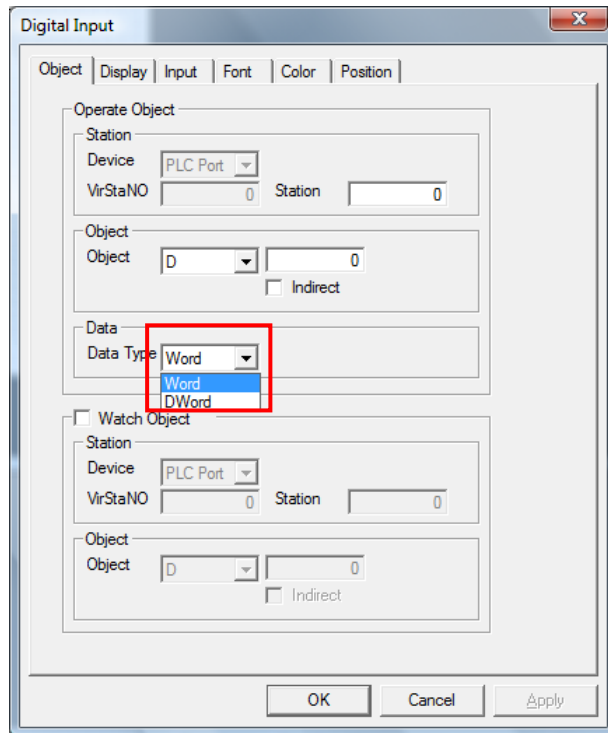 Digital Input
Object Display Input Font Color Position
Operate Object
Station
Device PLC Port
VirStaNO 0 Station 0
Object
Object D 0
Indirect
Data
Data Type Word
Word
DWord
Watch Object
Station
Device PLC Port
VirStaNO 0 Station 0
Object
Object D 0
Indirect
OK Cancel Apply